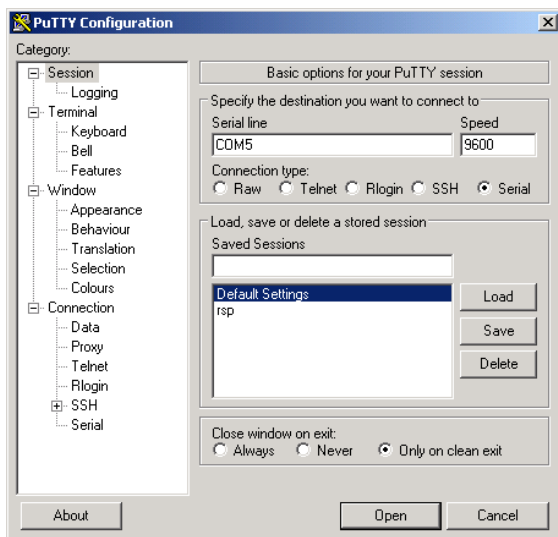 PuTTY Configuration
Category:
Session
Logging
Terminal
Keyboard
Bell
Features
Window
Appearance
Behaviour
Translation
Selection
Colours
Connection
Data
Proxy
Telnet
Rlogin
SSH
Serial
Basic options for your PuTTY session
Specify the destination you want to connect to
Serial line Speed
COM5 9600
Connection type:
Raw Telnet Rlogin SSH Serial
Load, save or delete a stored session
Saved Sessions
Default Settings
rsp
Load
Save
Delete
Close window on exit:
Always Never Only on clean exit
About Open Cancel